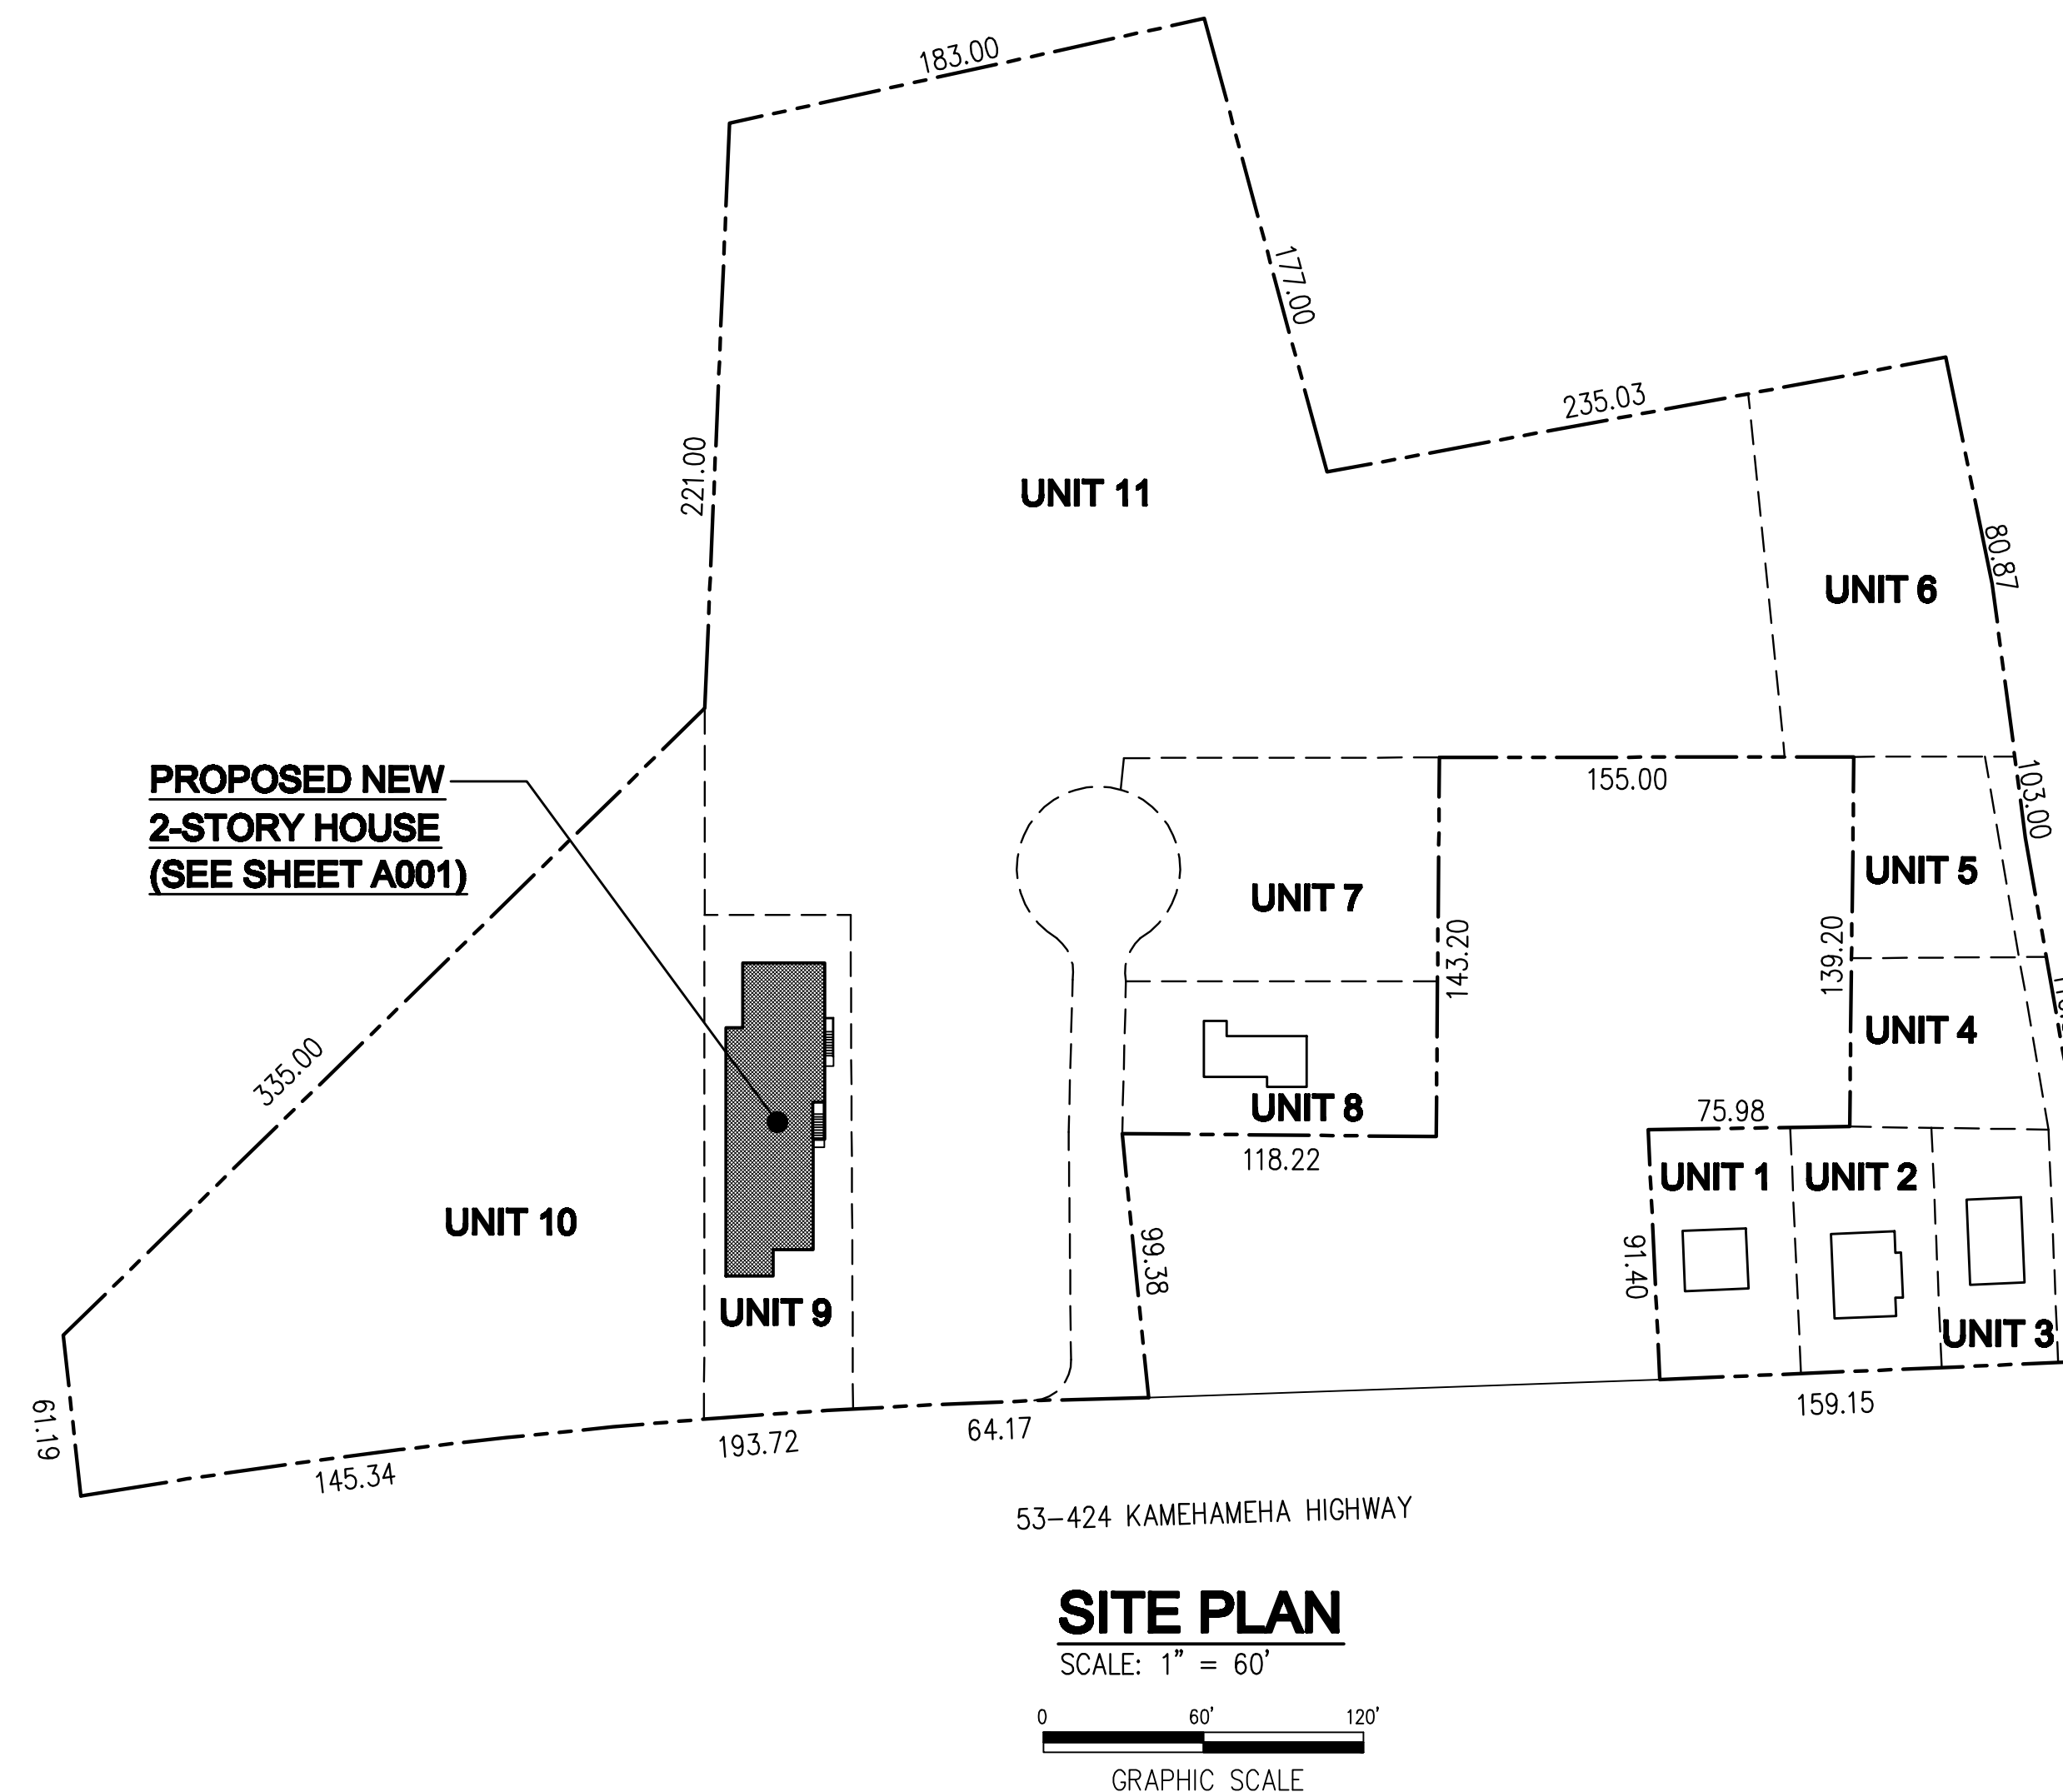 183.00
177.00
235.03
221.00
UNIT 11
80.87
UNIT 6
PROPOSED NEW
2-STORY HOUSE
(SEE SHEET A001)
155.00
103.00
UNIT 5
UNIT 7
143.20
139.20
UNIT 4
335.00
UNIT 8
75.98
118.22
UNIT 1
UNIT 2
UNIT 10
99.38
91.40
UNIT 9
UNIT 3
61.19
159.15
193.72
64.17
145.34
53-424 KAMEHAMEHA HIGHWAY
SITE PLAN
SCALE: 1" = 60'
0 60' 120'
GRAPHIC SCALE